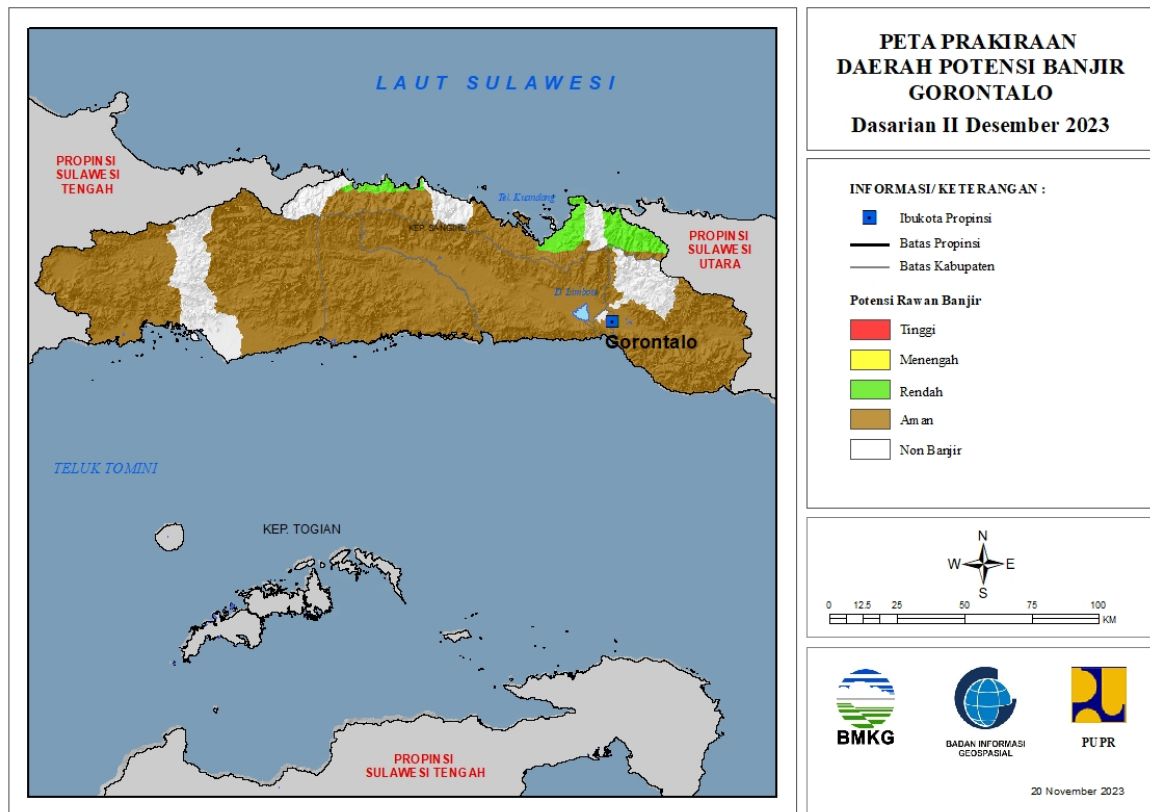 LAUT SULAWESI
PROPINSI
SULAWESI
TENGAH
Tel. Kuandang
KEP. SANGIHE
PROPINSI
SULAWESI
UTARA
Gorontalo
TELUK TOMINI
KEP. TOGIAN
PROPINSI
SULAWESI TENGAH
PETA PRAKIRAAN
DAERAH POTENSI BANJIR
GORONTALO
Dasarian II Desember 2023
INFORMASI/ KETERANGAN :
Ibukota Propinsi
Batas Propinsi
Batas Kabupaten
Potensi Rawan Banjir
Tinggi
Menengah
Rendah
Aman
Non Banjir
N
W E
S
0 12.5 25 50 75 100
KM
BMKG
BADAN INFORMASI
GEOSPASIAL
PUPR
20 November 2023